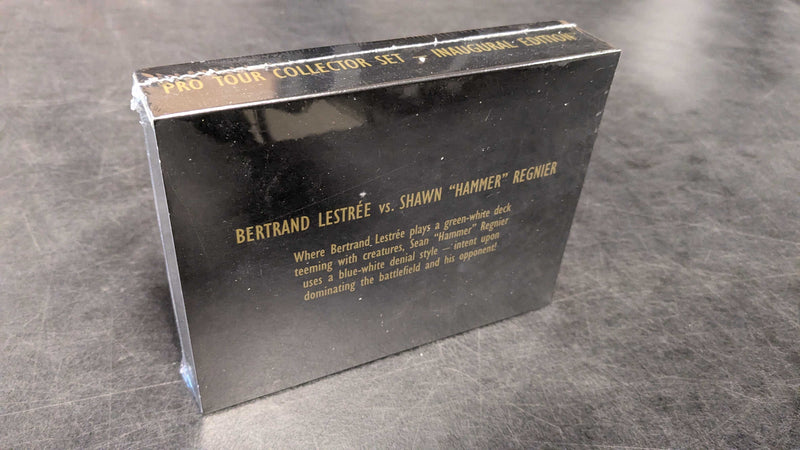 PRO TOUR COLLECTOR SET • INAUGURAL EDITION
BERTRAND LESTRÉE vs. SHAWN “HAMMER” REGNIER
Where Bertrand Lestrée plays a green-white deck
teeming with creatures, Sean “Hammer” Regnier
uses a blue-white denial style — intent upon
dominating the battlefield and his opponent!